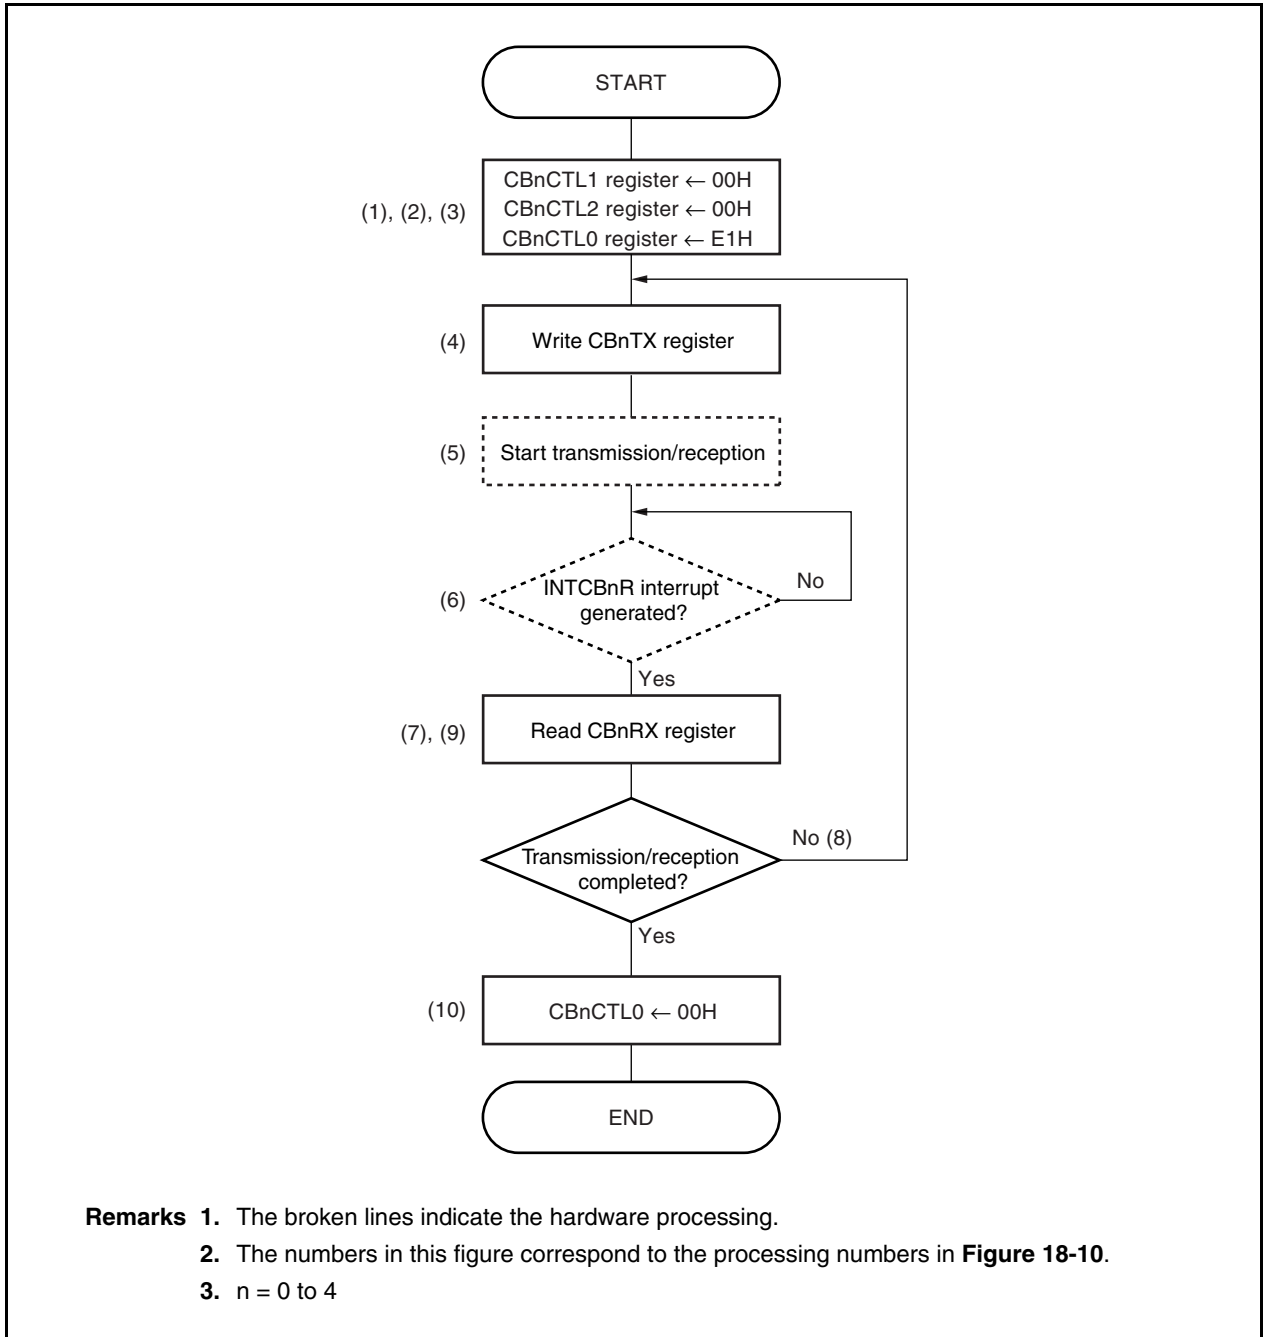 START
(1), (2), (3)
CBnCTL1 register ← 00H
CBnCTL2 register ← 00H
CBnCTL0 register ← E1H
(4)
Write CBnTX register
(5)
Start transmission/reception
(6)
INTCBnR interrupt
generated?
No
Yes
(7), (9)
Read CBnRX register
Transmission/reception
completed?
No (8)
Yes
(10)
CBnCTL0 ← 00H
END
Remarks 1. The broken lines indicate the hardware processing.
2. The numbers in this figure correspond to the processing numbers in Figure 18-10.
3. n = 0 to 4